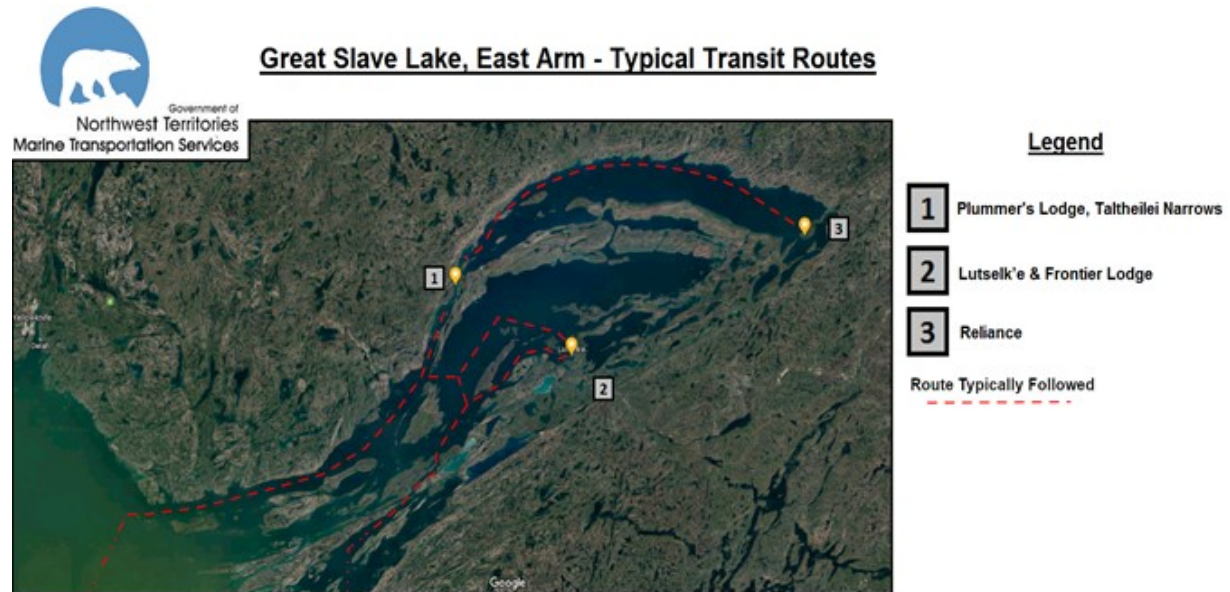 Government of
Northwest Territories
Marine Transportation Services
Great Slave Lake, East Arm - Typical Transit Routes
Legend
1 Plummer's Lodge, Taltheilei Narrows
2 Lutselk'e & Frontier Lodge
3 Reliance
Route Typically Followed
3
1
2
Google